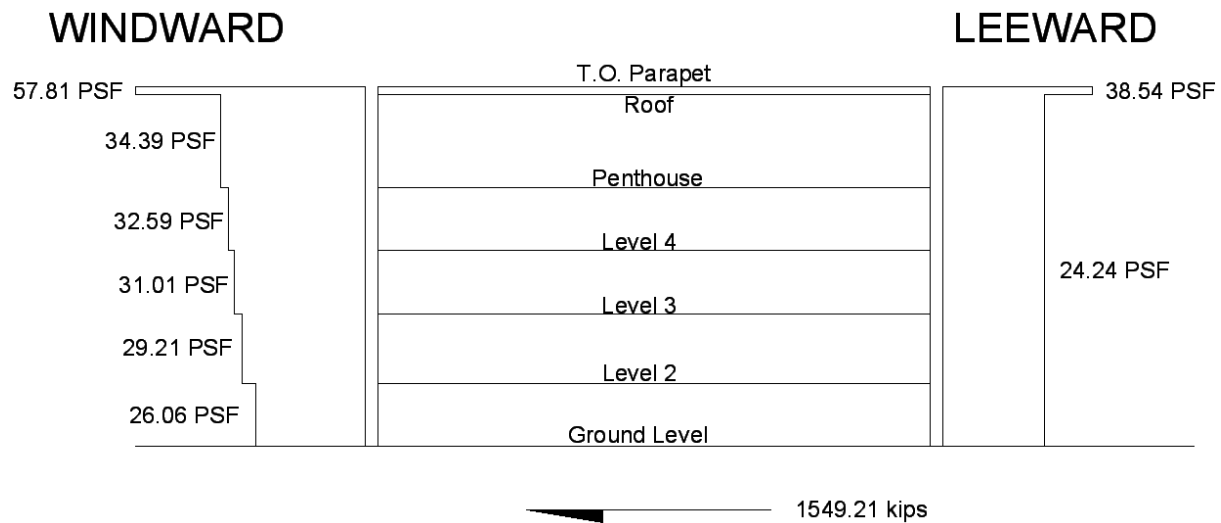 WINDWARD
LEEWARD
T.O. Parapet
57.81 PSF
38.54 PSF
Roof
34.39 PSF
Penthouse
32.59 PSF
Level 4
24.24 PSF
31.01 PSF
Level 3
29.21 PSF
Level 2
26.06 PSF
Ground Level
1549.21 kips